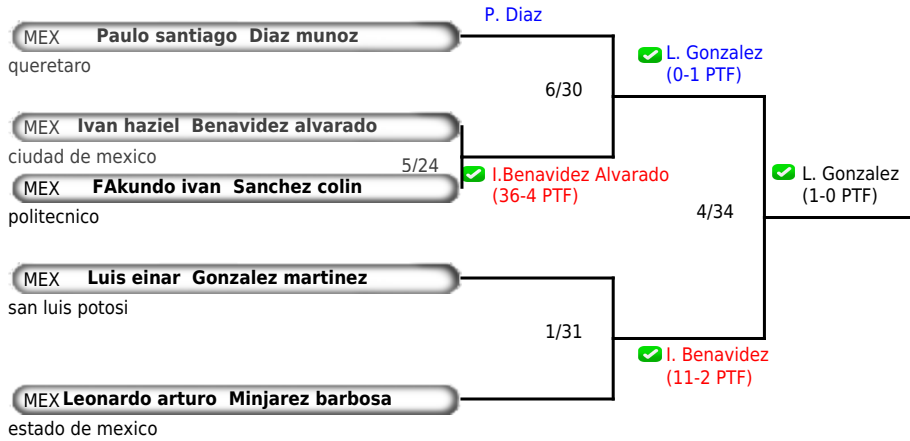 P. Diaz
MEX Paulo santiago Diaz munoz
queretaro
L. Gonzalez
(0-1 PTF)
6/30
MEX Ivan haziel Benavidez alvarado
ciudad de mexico
5/24
I.Benavidez Alvarado
(36-4 PTF)
MEX FAkundo ivan Sanchez colin
politecnico
L. Gonzalez
(1-0 PTF)
4/34
MEX Luis einar Gonzalez martinez
san luis potosi
1/31
I. Benavidez
(11-2 PTF)
MEX Leonardo arturo Minjarez barbosa
estado de mexico